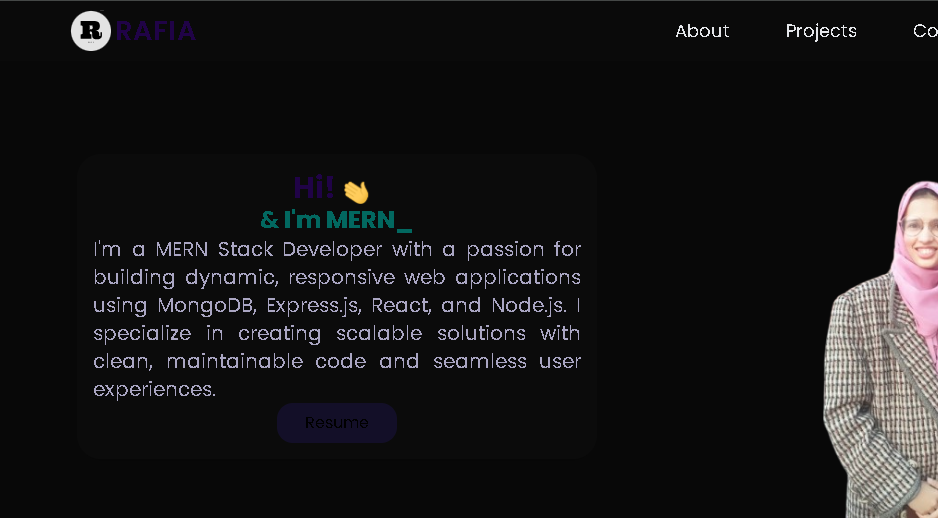 R RAFIA
About Projects Co
Hi! 👋
& I'm MERN_
I'm a MERN Stack Developer with a passion for
building dynamic, responsive web applications
using MongoDB, Express.js, React, and Node.js. I
specialize in creating scalable solutions with
clean, maintainable code and seamless user
experiences.
Resume